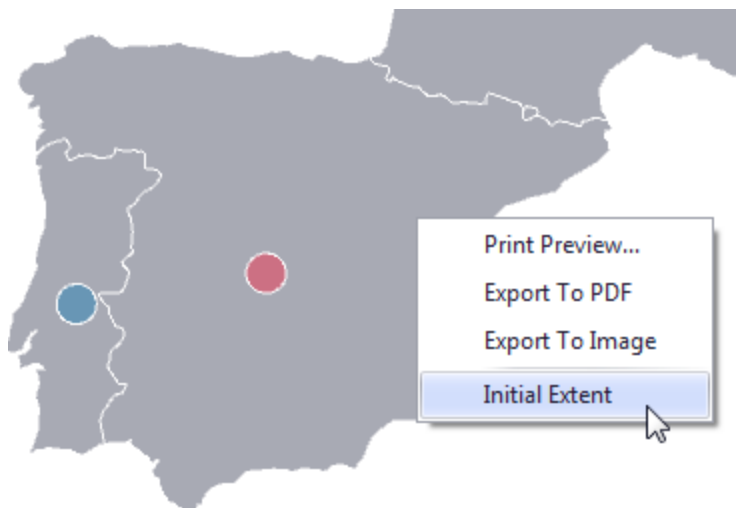 Print Preview...
Export To PDF
Export To Image
Initial Extent